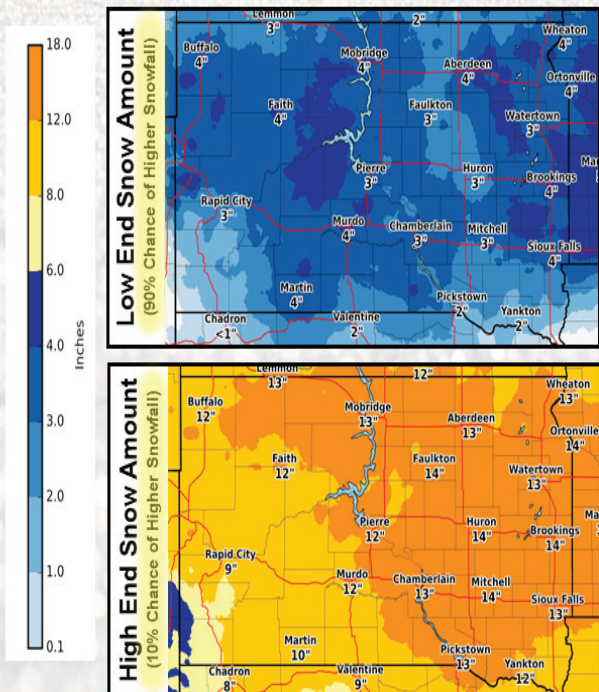 18.0
12.0
8.0
6.0
4.0
3.0
2.0
1.0
0.1
Inches
Low End Snow Amount
(90% Chance of Higher Snowfall)
Lemmon
3"
2"
Wheaton
4"
Buffalo
4"
Mobridge
4"
Aberdeen
4"
Ortonville
4"
Faith
4"
Faulkton
3"
Watertown
3"
Pierre
3"
Huron
3"
Brookings
4"
Rapid City
3"
Murdo
4"
Chamberlain
3"
Mitchell
3"
Sioux Falls
4"
Martin
4"
Pickstown
2"
Chadron
<1"
Valentine
2"
Yankton
2"
High End Snow Amount
(10% Chance of Higher Snowfall)
Lemmon
13"
12"
Wheaton
13"
Buffalo
12"
Mobridge
13"
Aberdeen
13"
Ortonville
14"
Faith
12"
Faulkton
14"
Watertown
13"
Pierre
12"
Huron
14"
Brookings
14"
Rapid City
9"
Murdo
12"
Chamberlain
13"
Mitchell
14"
Sioux Falls
13"
Martin
10"
Pickstown
13"
Chadron
8"
Valentine
9"
Yankton
12"